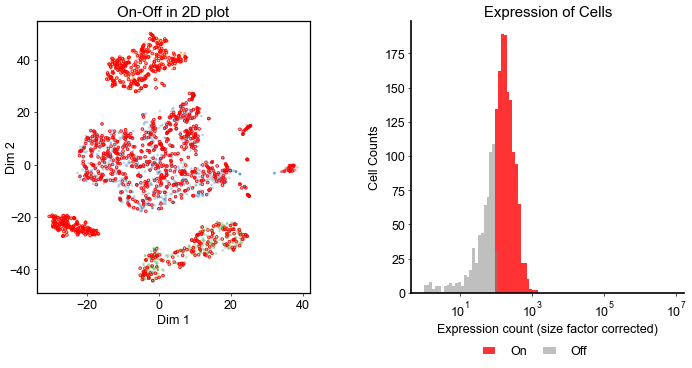 On-Off in 2D plot
40
20
0
−20
−40
Dim 2
−20
0
20
40
Dim 1
Expression of Cells
175
150
125
100
75
50
25
0
Cell Counts
10^1
10^3
10^5
10^7
Expression count (size factor corrected)
On
Off